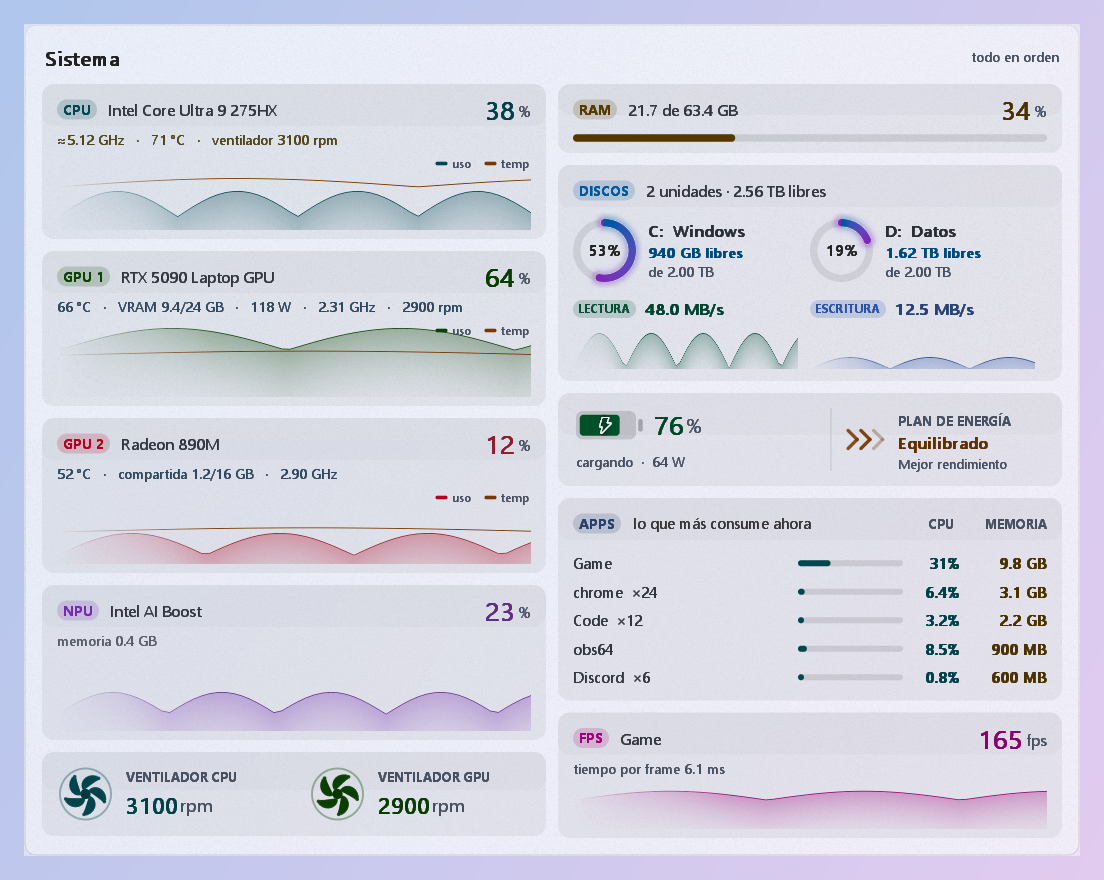 Sistema
todo en orden
CPU Intel Core Ultra 9 275HX 38 %
≈5.12 GHz · 71 °C · ventilador 3100 rpm
uso temp
GPU 1 RTX 5090 Laptop GPU 64 %
66 °C · VRAM 9.4/24 GB · 118 W · 2.31 GHz · 2900 rpm
uso temp
GPU 2 Radeon 890M 12 %
52 °C · compartida 1.2/16 GB · 2.90 GHz
uso temp
NPU Intel AI Boost 23 %
memoria 0.4 GB
VENTILADOR CPU
3100 rpm
VENTILADOR GPU
2900 rpm
RAM 21.7 de 63.4 GB 34 %
DISCOS 2 unidades · 2.56 TB libres
53%
C: Windows
940 GB libres
de 2.00 TB
19%
D: Datos
1.62 TB libres
de 2.00 TB
LECTURA 48.0 MB/s
ESCRITURA 12.5 MB/s
76 %
cargando · 64 W
PLAN DE ENERGÍA
Equilibrado
Mejor rendimiento
APPS lo que más consume ahora CPU MEMORIA
Game 31% 9.8 GB
chrome ×24 6.4% 3.1 GB
Code ×12 3.2% 2.2 GB
obs64 8.5% 900 MB
Discord ×6 0.8% 600 MB
FPS Game 165 fps
tiempo por frame 6.1 ms